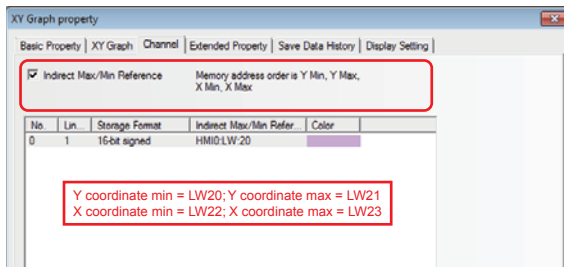 XY Graph property
Basic Property XY Graph Channel Extended Property Save Data History Display Setting
Indirect Max/Min Reference Memory address order is Y Min, Y Max,
X Min, X Max
No. Lin... Storage Format Indirect Max/Min Refer... Color
0 1 16-bit signed HMI0:LW:20
Y coordinate min = LW20; Y coordinate max = LW21
X coordinate min = LW22; X coordinate max = LW23